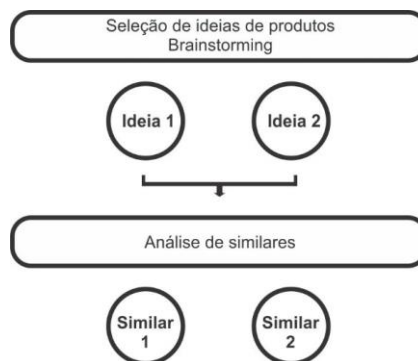 Seleção de ideias de produtos
Brainstorming
Ideia 1
Ideia 2
Análise de similares
Similar
1
Similar
2